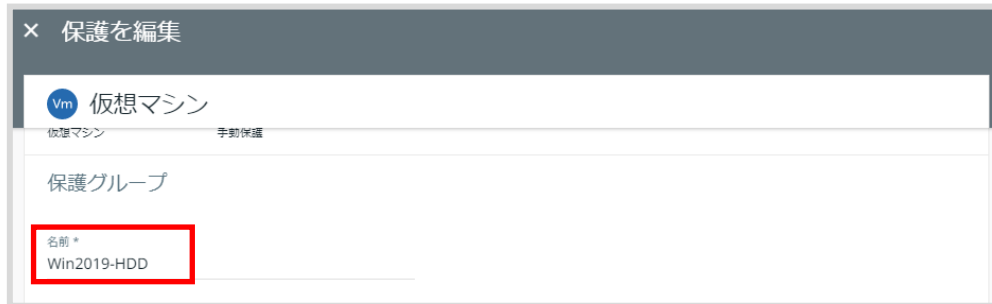 × 保護を編集
Vm 仮想マシン
仮想マシン 手動保護
保護グループ
名前 *
Win2019-HDD